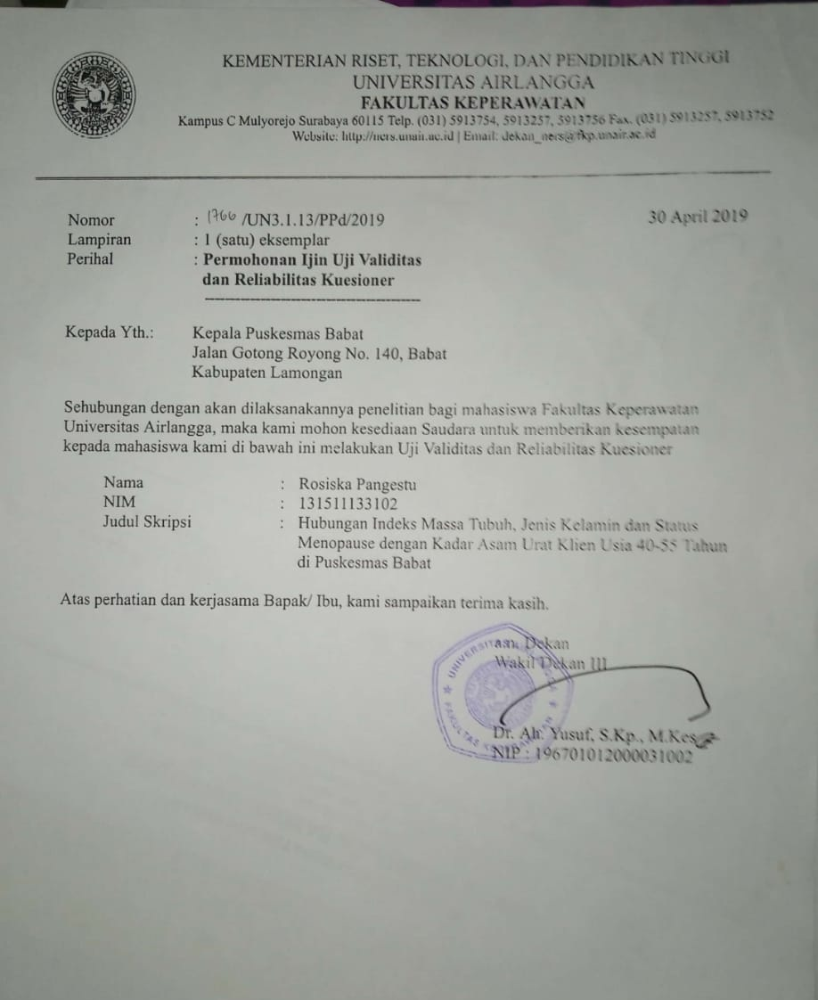 KEMENTERIAN RISET, TEKNOLOGI, DAN PENDIDIKAN TINGGI
UNIVERSITAS AIRLANGGA
FAKULTAS KEPERAWATAN
Kampus C Mulyorejo Surabaya 60115 Telp. (031) 5913754, 5913257, 5913756 Fax. (031) 5913257, 5913752
Website: http://ners.unair.ac.id | Email: dekan_ners@fkp.unair.ac.id
Nomor : 1766 /UN3.1.13/PPd/2019 30 April 2019
Lampiran : 1 (satu) eksemplar
Perihal : Permohonan Ijin Uji Validitas
dan Reliabilitas Kuesioner
Kepada Yth.: Kepala Puskesmas Babat
Jalan Gotong Royong No. 140, Babat
Kabupaten Lamongan
Sehubungan dengan akan dilaksanakannya penelitian bagi mahasiswa Fakultas Keperawatan
Universitas Airlangga, maka kami mohon kesediaan Saudara untuk memberikan kesempatan
kepada mahasiswa kami di bawah ini melakukan Uji Validitas dan Reliabilitas Kuesioner
Nama : Rosiska Pangestu
NIM : 131511133102
Judul Skripsi : Hubungan Indeks Massa Tubuh, Jenis Kelamin dan Status
Menopause dengan Kadar Asam Urat Klien Usia 40-55 Tahun
di Puskesmas Babat
Atas perhatian dan kerjasama Bapak/ Ibu, kami sampaikan terima kasih.
a.n. Dekan
Wakil Dekan III
Dr. Ah. Yusuf, S.Kp., M.Kes
NIP : 196701012000031002
UNIVERSITAS AIRLANGGA
FAKULTAS KEPERAWATAN